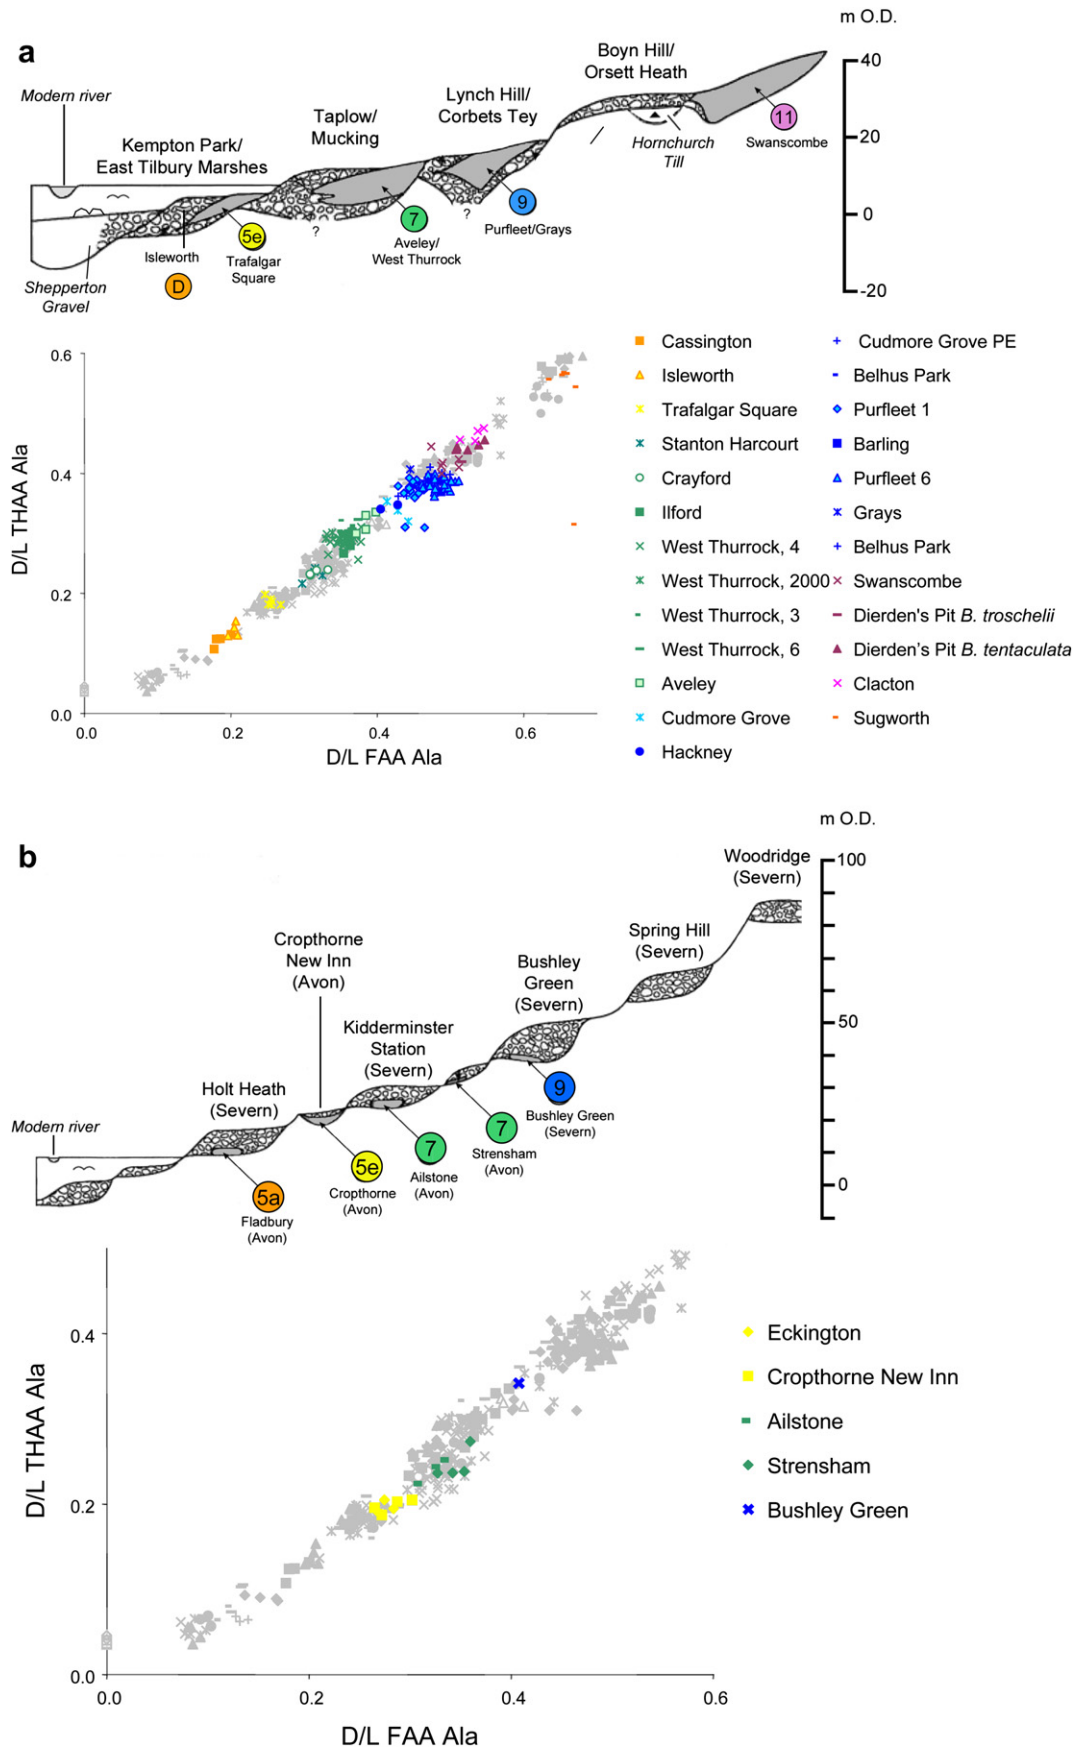 a
m O.D.
40
20
0
-20
Modern river
Kempton Park/
East Tilbury Marshes
Taplow/
Mucking
Lynch Hill/
Corbets Tey
Boyn Hill/
Orsett Heath
Hornchurch
Till
11
Swanscombe
9
Purfleet/Grays
?
7
Aveley/
West Thurrock
?
5e
Trafalgar
Square
Isleworth
D
Shepperton
Gravel
D/L THAA Ala
0.6
0.4
0.2
0.0
0.0
0.2
0.4
0.6
D/L FAA Ala
Cassington
Isleworth
Trafalgar Square
Stanton Harcourt
Crayford
Ilford
West Thurrock, 4
West Thurrock, 2000
West Thurrock, 3
West Thurrock, 6
Aveley
Cudmore Grove
Hackney
Cudmore Grove PE
Belhus Park
Purfleet 1
Barling
Purfleet 6
Grays
Belhus Park
Swanscombe
Dierden's Pit B. troschelii
Dierden's Pit B. tentaculata
Clacton
Sugworth
b
m O.D.
100
50
0
Woodridge
(Severn)
Spring Hill
(Severn)
Bushley
Green
(Severn)
Cropthorne
New Inn
(Avon)
Kidderminster
Station
(Severn)
Holt Heath
(Severn)
Modern river
9
Bushley Green
(Severn)
7
Strensham
(Avon)
7
Ailstone
(Avon)
5e
Cropthorne
(Avon)
5a
Fladbury
(Avon)
D/L THAA Ala
0.4
0.2
0.0
0.0
0.2
0.4
0.6
D/L FAA Ala
Eckington
Cropthorne New Inn
Ailstone
Strensham
Bushley Green